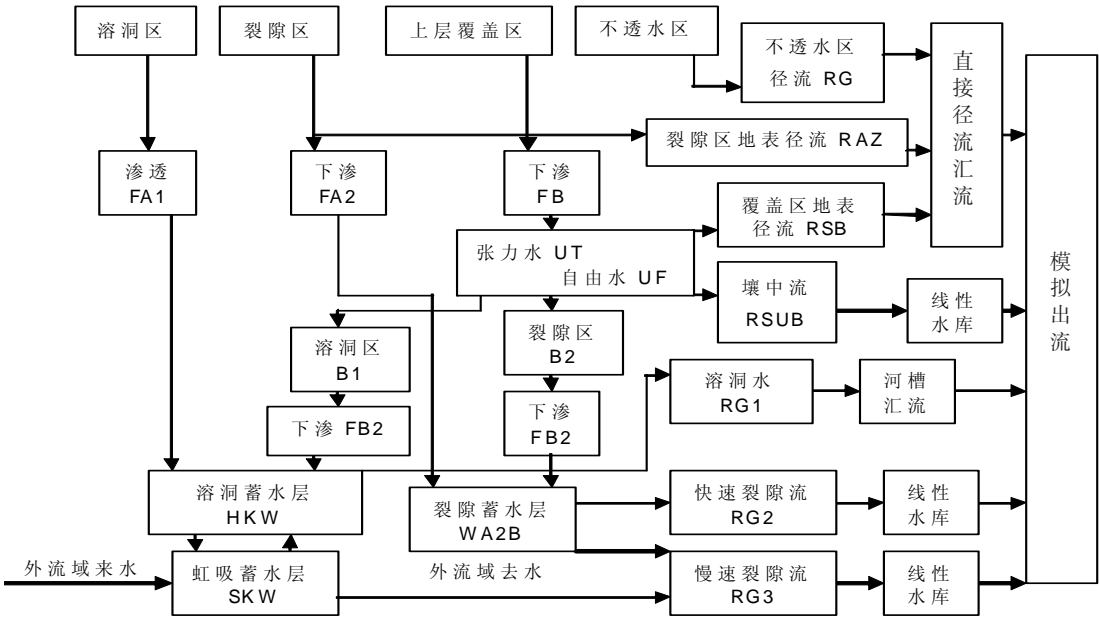 溶洞区
裂隙区
上层覆盖区
不透水区
不透水区
径流 RG
直接径流汇流
模拟出流
渗透
FA1
下渗
FA2
下渗
FB
裂隙区地表径流 RAZ
覆盖区地表
径流 RSB
张力水 UT
自由水 UF
壤中流
RSUB
线性
水库
溶洞区
B1
裂隙区
B2
溶洞水
RG1
河槽
汇流
下渗 FB2
下渗
FB2
溶洞蓄水层
HKW
裂隙蓄水层
WA2B
快速裂隙流
RG2
线性
水库
外流域来水
虹吸蓄水层
SKW
外流域去水
慢速裂隙流
RG3
线性
水库